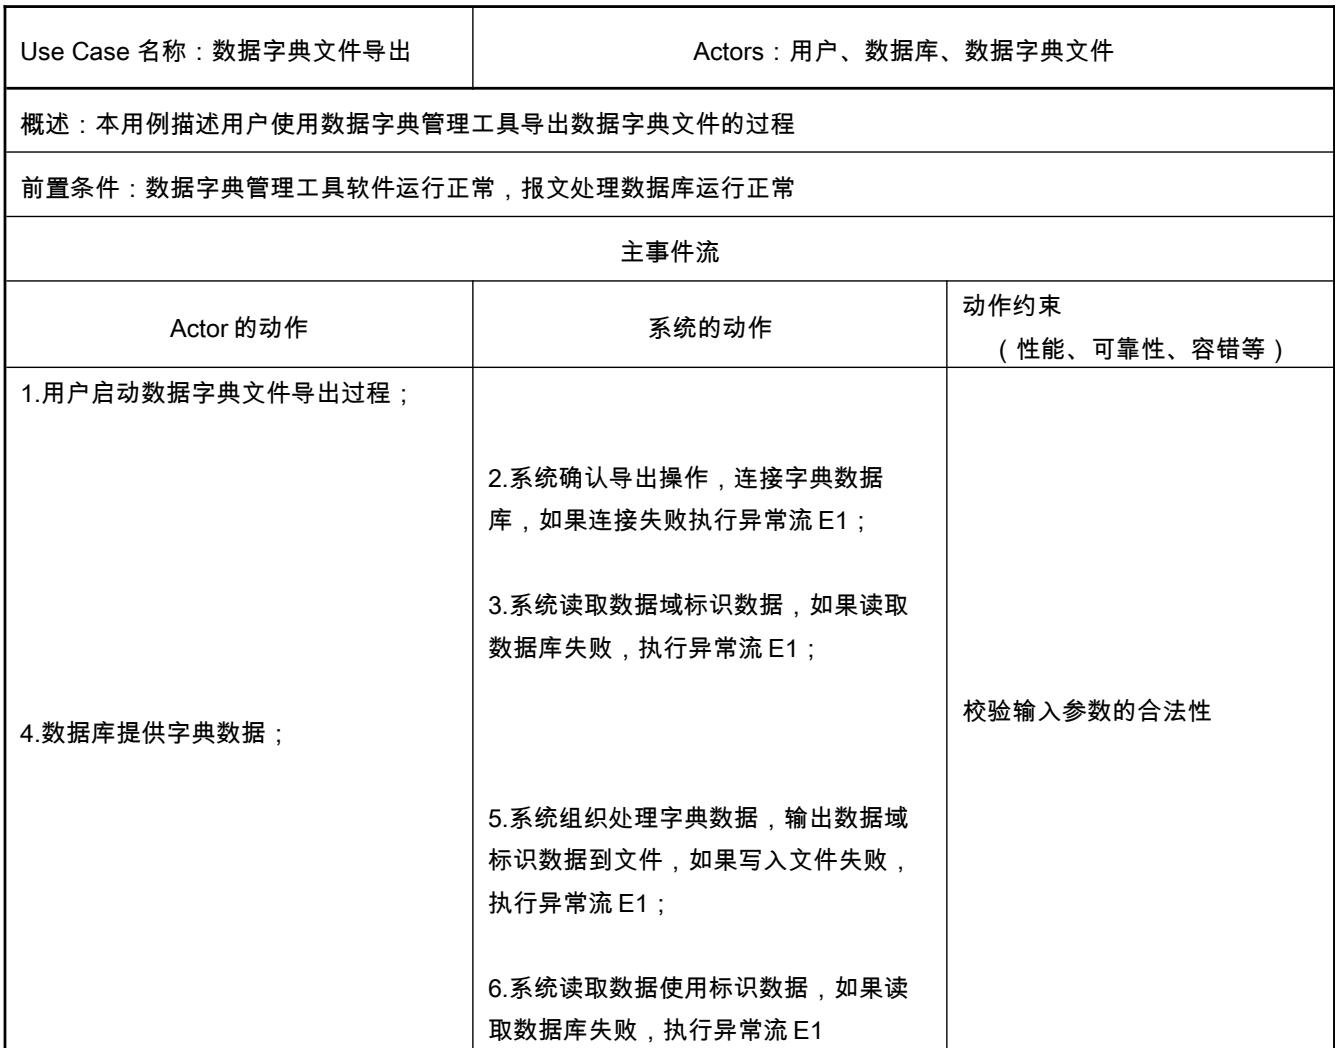 Use Case 名称：数据字典文件导出
Actors：用户、数据库、数据字典文件
概述：本用例描述用户使用数据字典管理工具导出数据字典文件的过程
前置条件：数据字典管理工具软件运行正常，报文处理数据库运行正常
主事件流
Actor 的动作
系统的动作
动作约束
（性能、可靠性、容错等）
1.用户启动数据字典文件导出过程；
2.系统确认导出操作，连接字典数据
库，如果连接失败执行异常流 E1；
3.系统读取数据域标识数据，如果读取
数据库失败，执行异常流 E1；
校验输入参数的合法性
4.数据库提供字典数据；
5.系统组织处理字典数据，输出数据域
标识数据到文件，如果写入文件失败，
执行异常流 E1；
6.系统读取数据使用标识数据，如果读
取数据库失败，执行异常流 E1